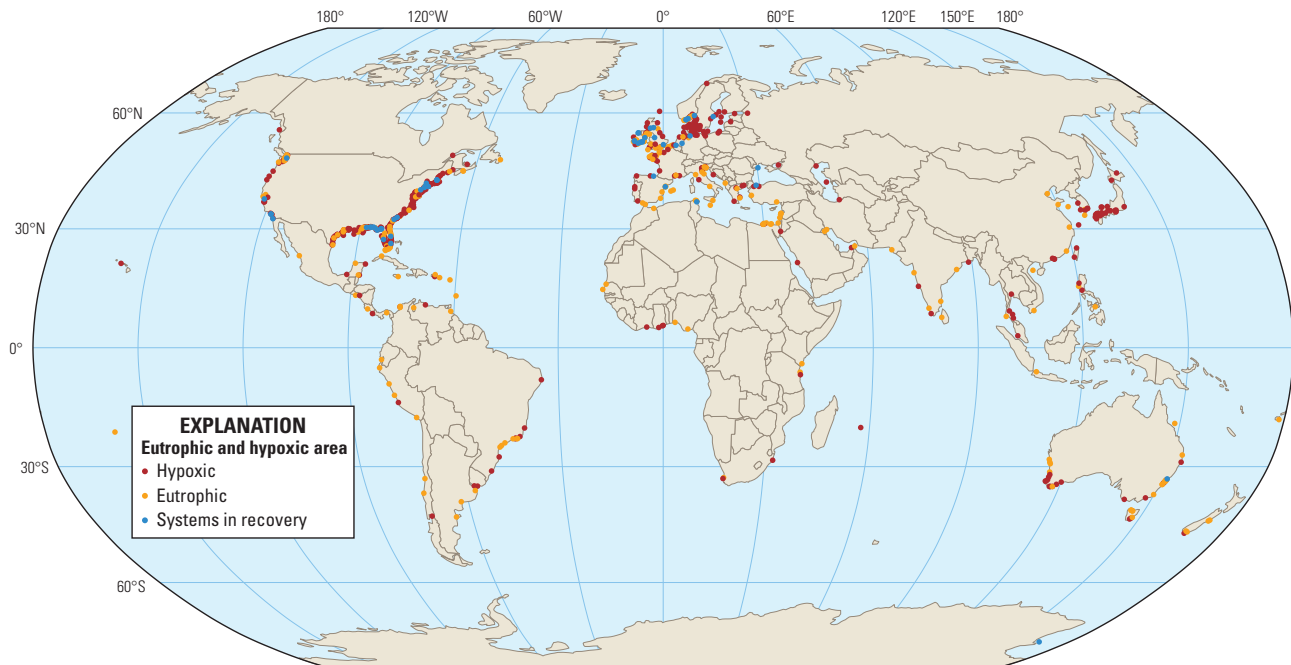 180° 120°W 60°W 0° 60°E 120°E 150°E 180°
60°N
30°N
0°
EXPLANATION
Eutrophic and hypoxic area
Hypoxic
Eutrophic
Systems in recovery
30°S
60°S